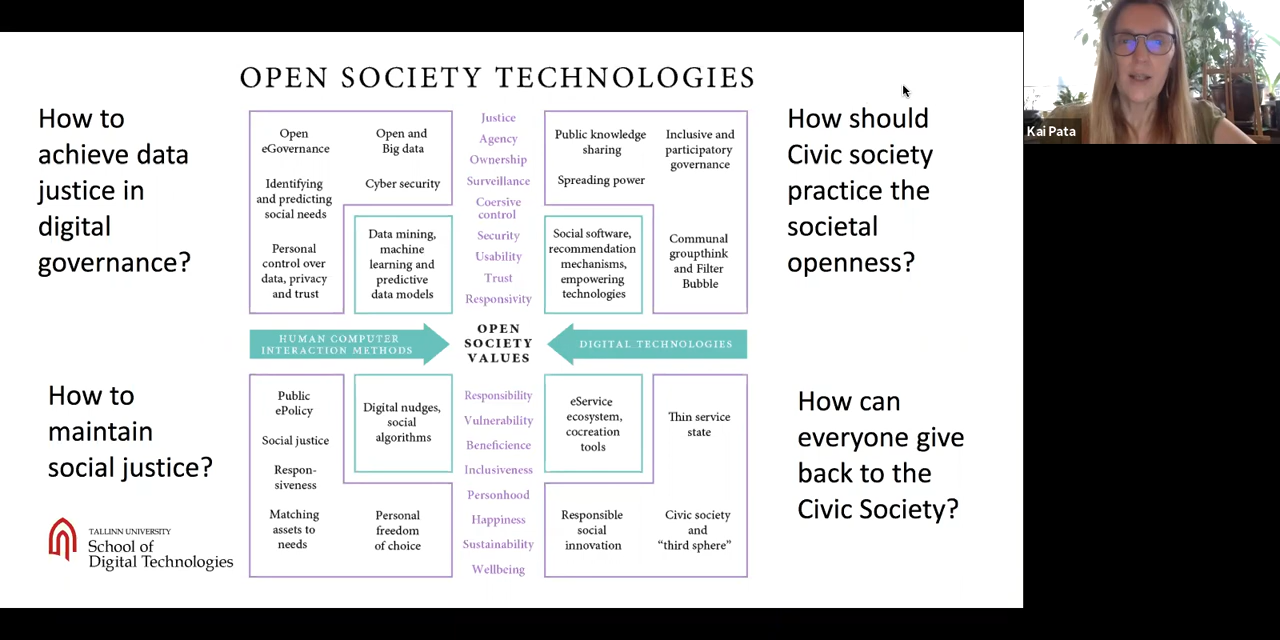 OPEN SOCIETY TECHNOLOGIES
How to
achieve data
justice in
digital
governance?
Open
eGovernance
Open and
Big data
Identifying
and predicting
social needs
Cyber security
Personal
control over
data, privacy
and trust
Data mining,
machine
learning and
predictive
data models
Justice
Agency
Ownership
Surveillance
Coersive
control
Security
Usability
Trust
Responsivity
Public knowledge
sharing
Inclusive and
participatory
governance
Spreading power
Social software,
recommendation
mechanisms,
empowering
technologies
Communal
groupthink
and Filter
Bubble
How should
Civic society
practice the
societal
openness?
Kai Pata
HUMAN COMPUTER
INTERACTION METHODS
OPEN
SOCIETY
VALUES
DIGITAL TECHNOLOGIES
How to
maintain
social justice?
Public
ePolicy
Social justice
Respon-
siveness
Matching
assets to
needs
Digital nudges,
social
algorithms
Personal
freedom
of choice
Responsibility
Vulnerability
Beneficience
Inclusiveness
Personhood
Happiness
Sustainability
Wellbeing
eService
ecosystem,
cocreation
tools
Thin service
state
Responsible
social
innovation
Civic society
and
“third sphere”
How can
everyone give
back to the
Civic Society?
TALLINN UNIVERSITY
School of
Digital Technologies